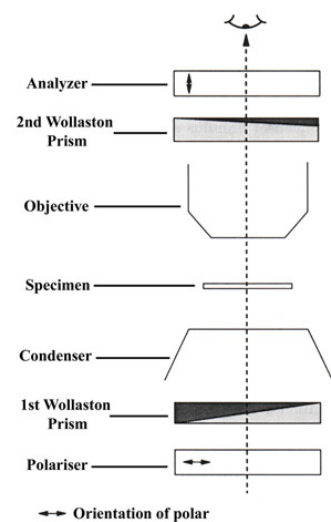 Analyzer
2nd Wollaston
Prism
Objective
Specimen
Condenser
1st Wollaston
Prism
Polariser
Orientation of polar